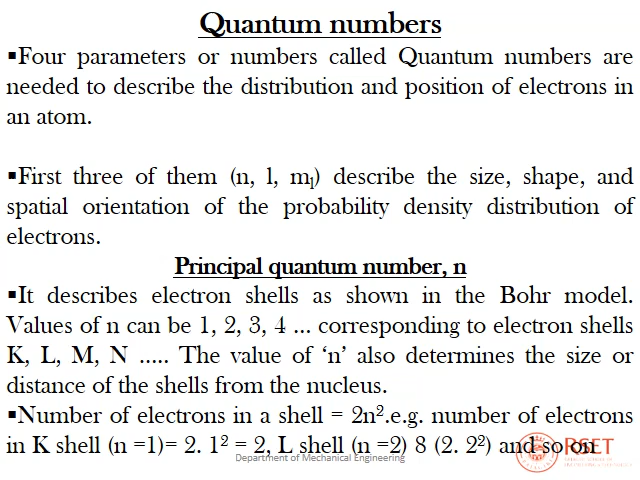 Quantum numbers
▪Four parameters or numbers called Quantum numbers are
needed to describe the distribution and position of electrons in
an atom.
▪First three of them (n, l, mₗ) describe the size, shape, and
spatial orientation of the probability density distribution of
electrons.
Principal quantum number, n
▪It describes electron shells as shown in the Bohr model.
Values of n can be 1, 2, 3, 4 ... corresponding to electron shells
K, L, M, N ..... The value of ‘n’ also determines the size or
distance of the shells from the nucleus.
▪Number of electrons in a shell = 2n².e.g. number of electrons
in K shell (n =1)= 2. 1² = 2, L shell (n =2) 8 (2. 2²) and so on
Department of Mechanical Engineering
RSET